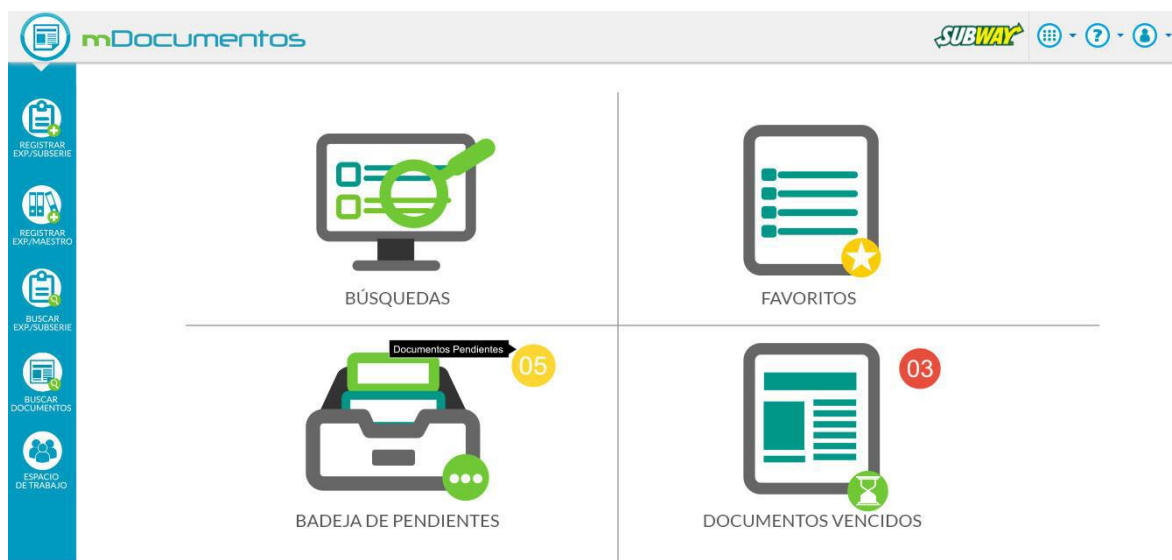 mDocumentos
SUBWAY
?
REGISTRAR
EXP./SUBSERIE
REGISTRAR
EXP./MAESTRO
BUSCAR
EXP./SUBSERIE
BUSCAR
DOCUMENTOS
ESPACIO
DE TRABAJO
BÚSQUEDAS
FAVORITOS
Documentos Pendientes
05
BADEJA DE PENDIENTES
03
DOCUMENTOS VENCIDOS